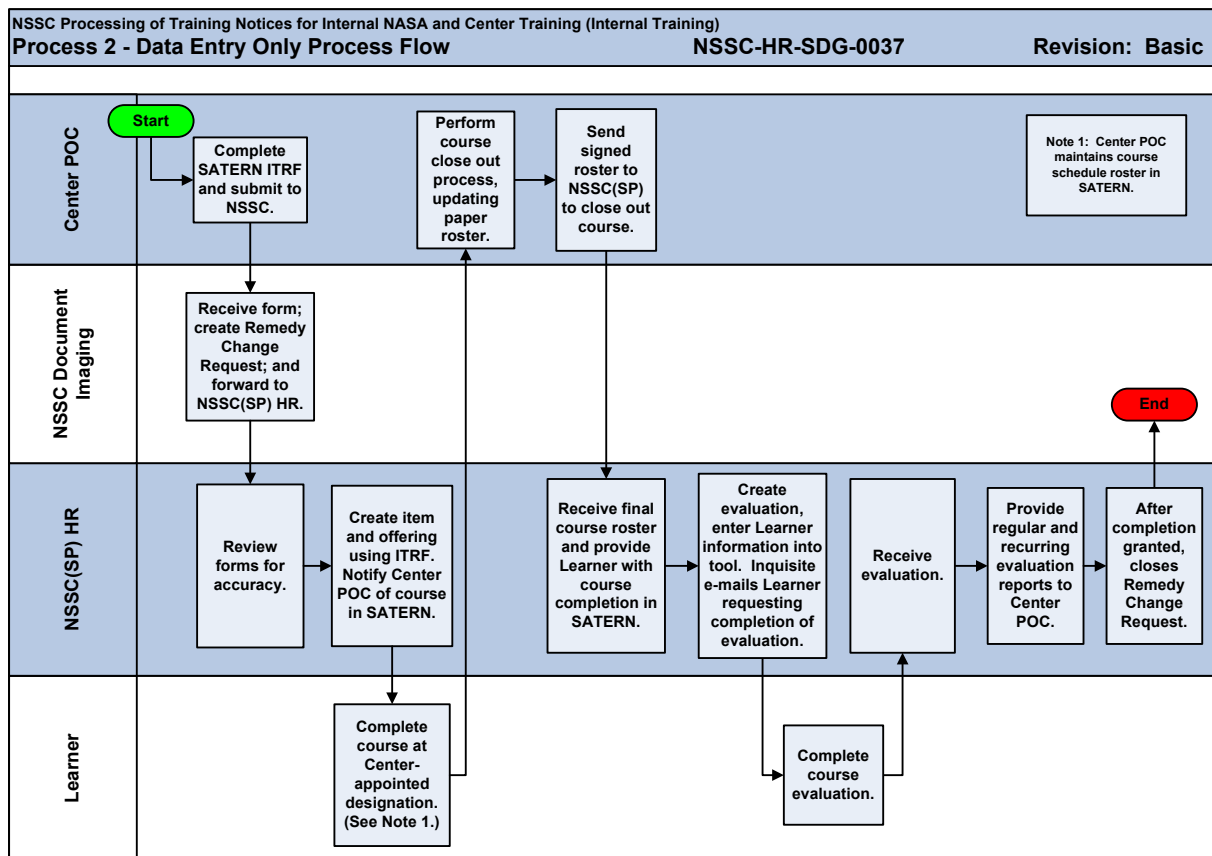 NSSC Processing of Training Notices for Internal NASA and Center Training (Internal Training)
Process 2 - Data Entry Only Process Flow NSSC-HR-SDG-0037 Revision: Basic
Center POC
Start
Complete
SATERN ITRF
and submit to
NSSC.
Perform
course
close out
process,
updating
paper
roster.
Send
signed
roster to
NSSC(SP)
to close out
course.
Note 1: Center POC
maintains course
schedule roster in
SATERN.
NSSC Document
Imaging
Receive form;
create Remedy
Change
Request; and
forward to
NSSC(SP) HR.
End
NSSC(SP) HR
Review
forms for
accuracy.
Create item
and offering
using ITRF.
Notify Center
POC of course
in SATERN.
Receive final
course roster
and provide
Learner with
course
completion in
SATERN.
Create
evaluation,
enter Learner
information into
tool. Inquisite
e-mails Learner
requesting
completion of
evaluation.
Receive
evaluation.
Provide
regular and
recurring
evaluation
reports to
Center
POC.
After
completion
granted,
closes
Remedy
Change
Request.
Learner
Complete
course at
Center-
appointed
designation.
(See Note 1.)
Complete
course
evaluation.